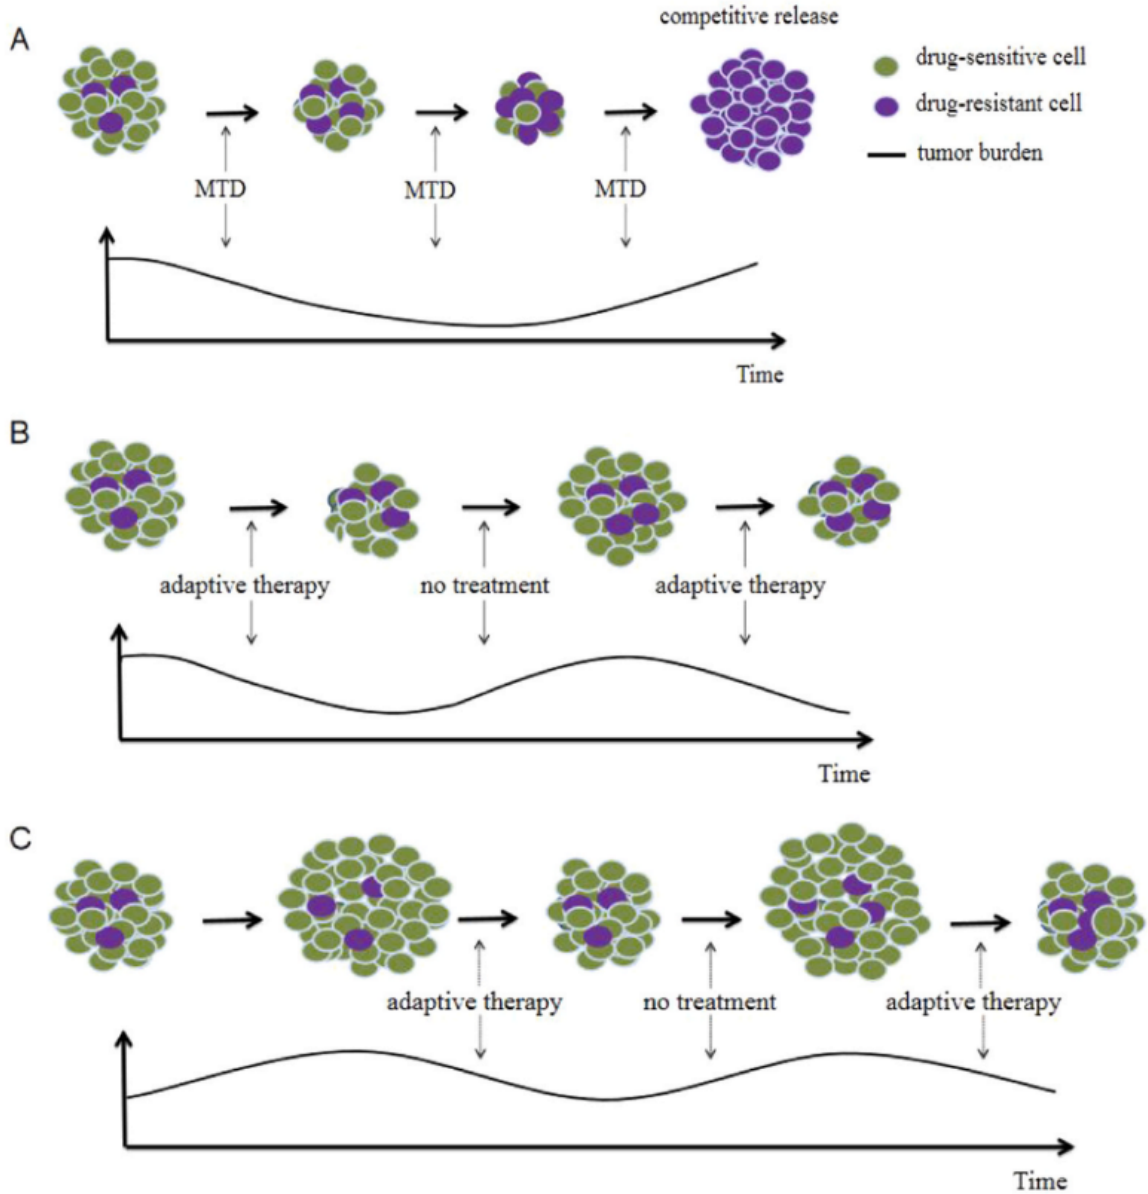 A
competitive release
drug-sensitive cell
drug-resistant cell
tumor burden
MTD
MTD
MTD
Time
B
adaptive therapy
no treatment
adaptive therapy
Time
C
adaptive therapy
no treatment
adaptive therapy
Time